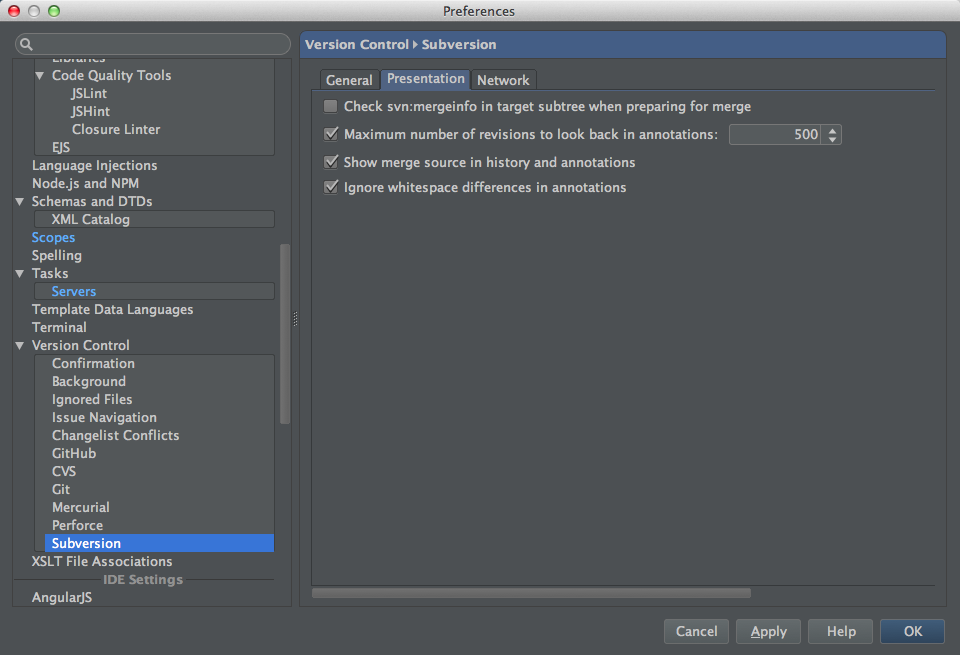 Preferences
Libraries
Code Quality Tools
JSLint
JSHint
Closure Linter
EJS
Language Injections
Node.js and NPM
Schemas and DTDs
XML Catalog
Scopes
Spelling
Tasks
Servers
Template Data Languages
Terminal
Version Control
Confirmation
Background
Ignored Files
Issue Navigation
Changelist Conflicts
GitHub
CVS
Git
Mercurial
Perforce
Subversion
XSLT File Associations
IDE Settings
AngularJS
Version Control ▸ Subversion
General Presentation Network
Check svn:mergeinfo in target subtree when preparing for merge
Maximum number of revisions to look back in annotations: 500
Show merge source in history and annotations
Ignore whitespace differences in annotations
Cancel Apply Help OK